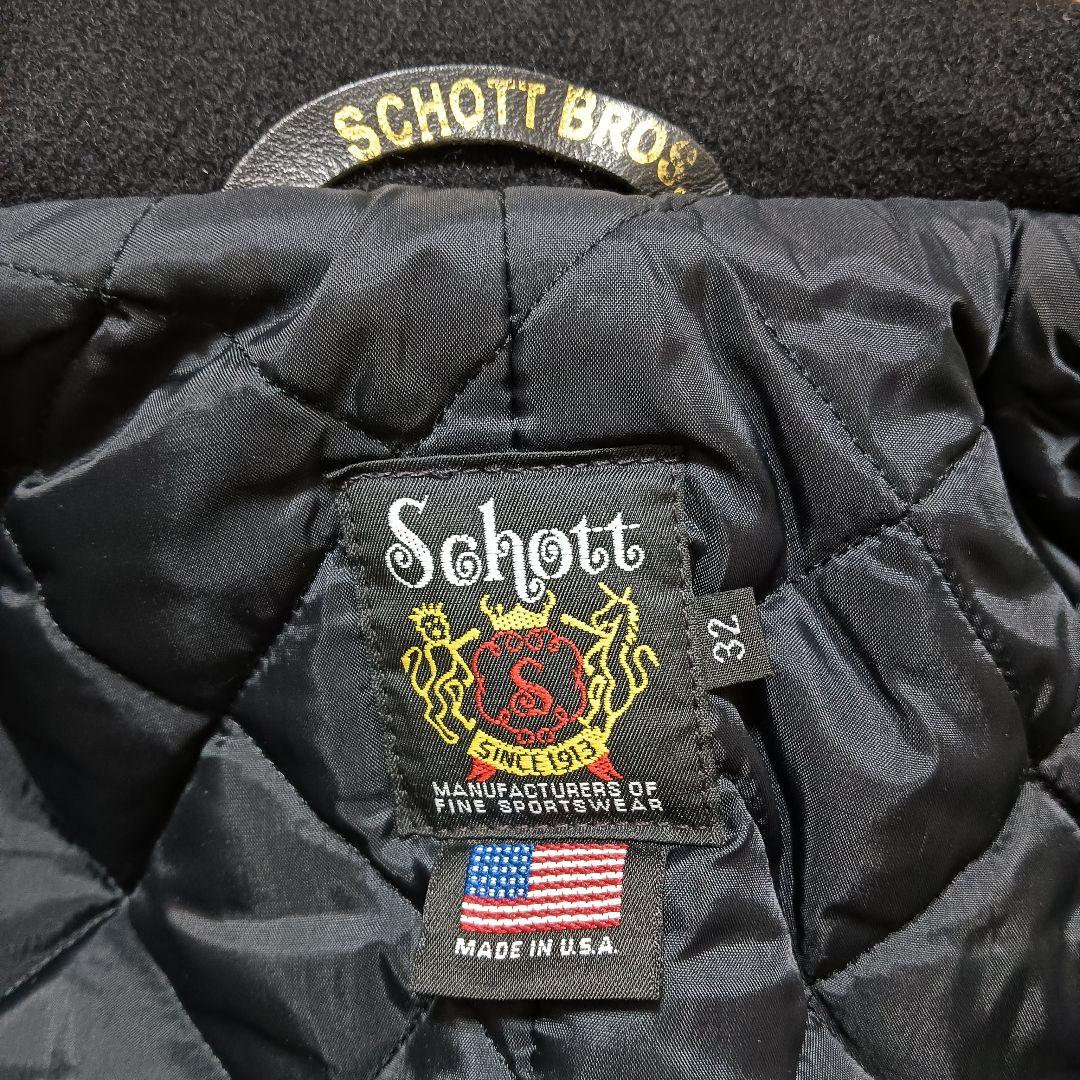 SCHOTT BROS.
Schott
32
S
SINCE 1913
MANUFACTURERS OF
FINE SPORTSWEAR
MADE IN U.S.A.